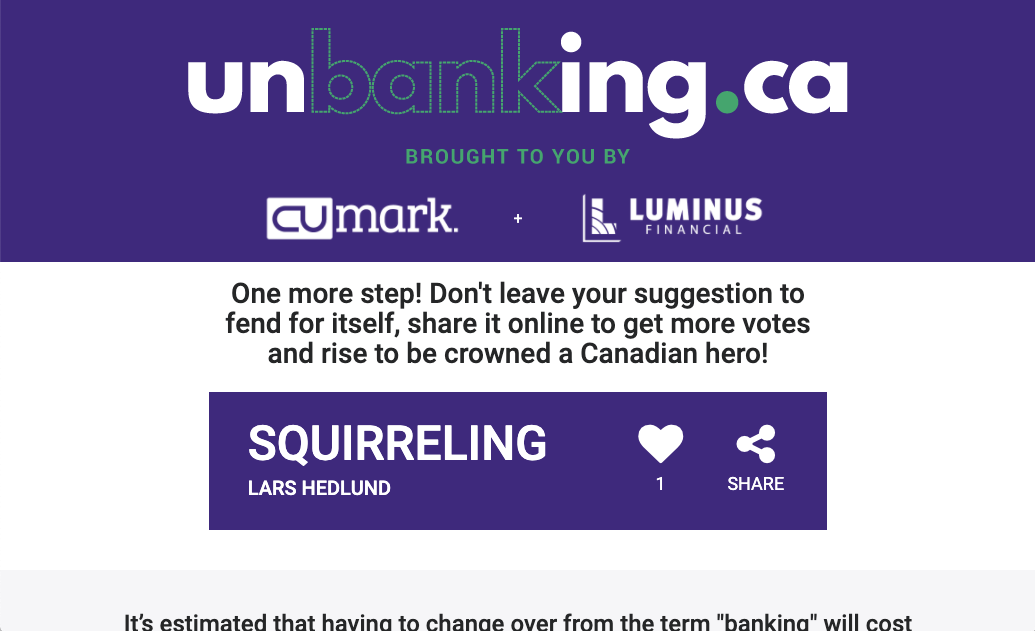 unbanking.ca
BROUGHT TO YOU BY
CUmark.
+
LUMINUS
FINANCIAL
One more step! Don't leave your suggestion to
fend for itself, share it online to get more votes
and rise to be crowned a Canadian hero!
SQUIRRELING
LARS HEDLUND
1
SHARE
It’s estimated that having to change over from the term "banking" will cost